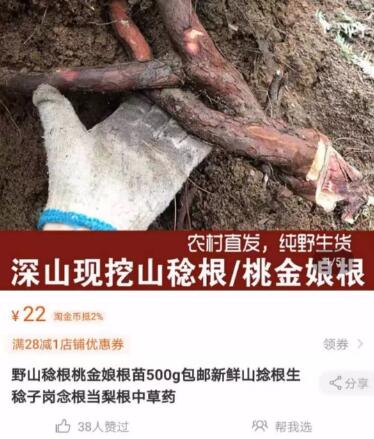 农村直发，纯野生货
深山现挖山稔根/桃金娘根
¥22 淘金币抵2%
满28减1店铺优惠券 领券 >
野山稔根桃金娘根苗500g包邮新鲜山捻根生
稔子岗念根当梨根中草药
分享
38人赞过 帮我选